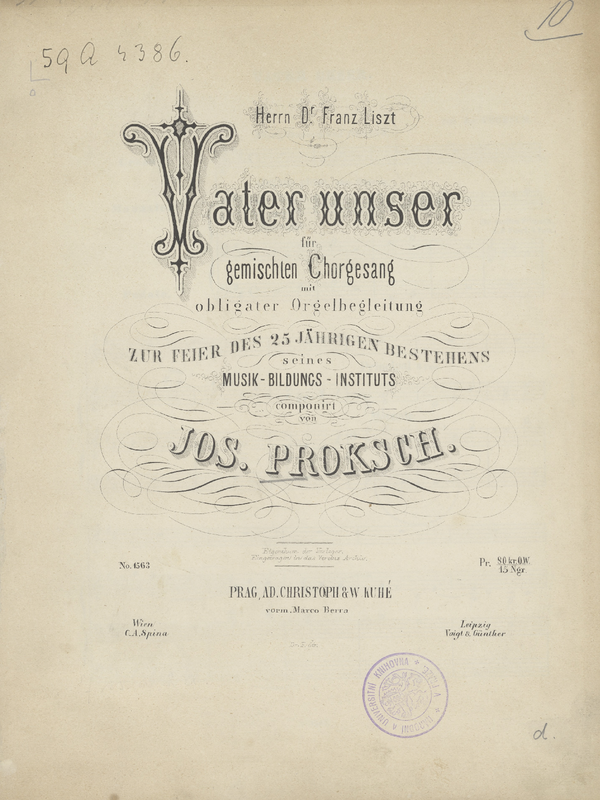 59 A 4386.
10
Herrn Dr. Franz Liszt
Vater unser
für
gemischten Chorgesang
mit
obligater Orgelbegleitung
ZUR FEIER DES 25 JÄHRIGEN BESTEHENS
seines
MUSIK-BILDUNGS-INSTITUTS
componirt
von
JOS. PROKSCH.
No. 1563
Pr. 80 kr. Ö.W.
15 Ngr.
PRAG, AD. CHRISTOPH & W. KUHÉ
vorm. Marco Berra
Wien
C. A. Spina
Leipzig
Voigt & Günther
UNIVERSITNÍ KNIHOVNA
d.